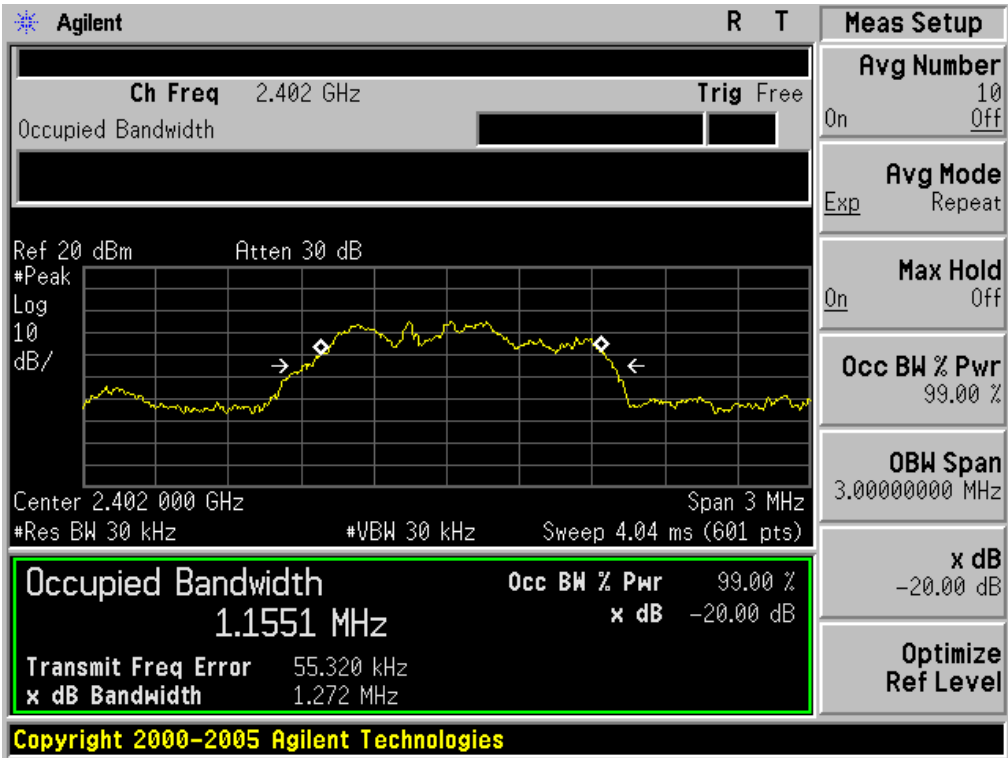 Agilent R T
Ch Freq 2.402 GHz Trig Free
Occupied Bandwidth
Ref 20 dBm Atten 30 dB
#Peak
Log
10
dB/
Center 2.402 000 GHz Span 3 MHz
#Res BW 30 kHz #VBW 30 kHz Sweep 4.04 ms (601 pts)
Occupied Bandwidth Occ BW % Pwr 99.00 %
1.1551 MHz x dB -20.00 dB
Transmit Freq Error 55.320 kHz
x dB Bandwidth 1.272 MHz
Copyright 2000-2005 Agilent Technologies
Meas Setup
Avg Number
10
On Off
Avg Mode
Exp Repeat
Max Hold
On Off
Occ BW % Pwr
99.00 %
OBW Span
3.00000000 MHz
x dB
-20.00 dB
Optimize
Ref Level